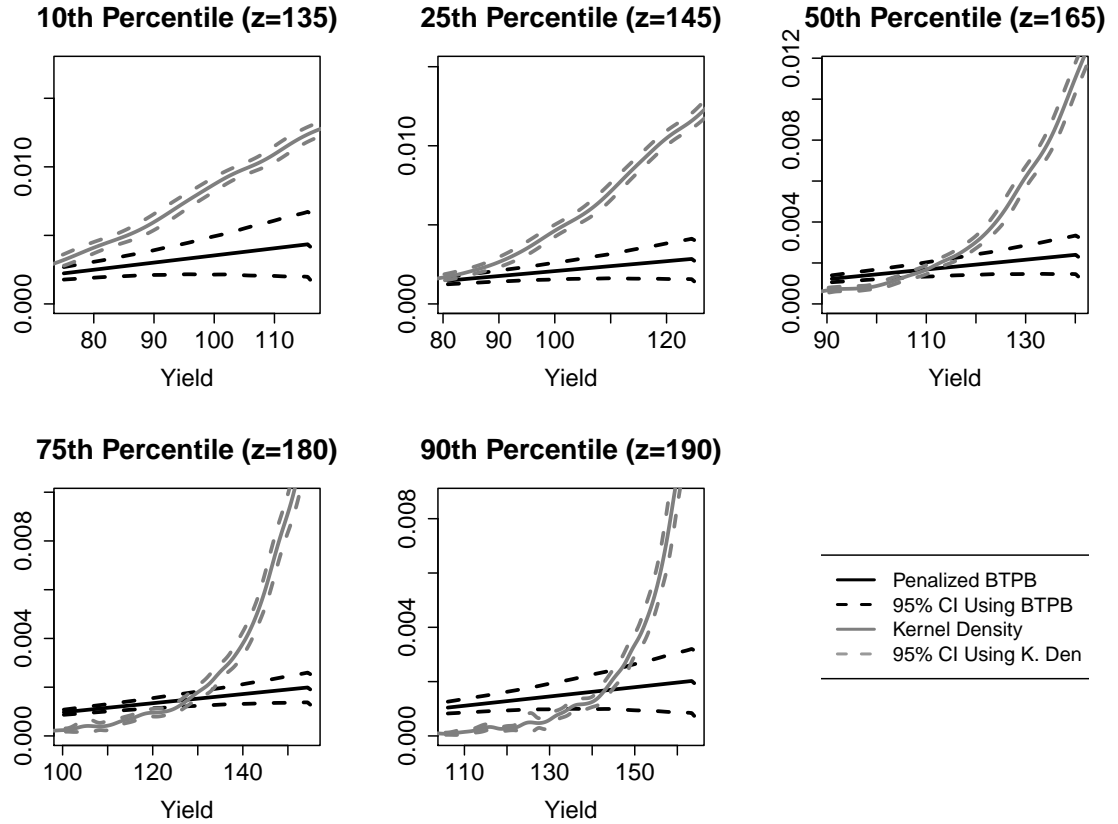 10th Percentile (z=135)
0.000
0.010
80
90
100
110
Yield
25th Percentile (z=145)
0.000
0.010
80
90
100
120
Yield
50th Percentile (z=165)
0.000
0.004
0.008
0.012
90
110
130
Yield
75th Percentile (z=180)
0.000
0.004
0.008
100
120
140
Yield
90th Percentile (z=190)
0.000
0.004
0.008
110
130
150
Yield
Penalized BTPB
95% CI Using BTPB
Kernel Density
95% CI Using K. Den